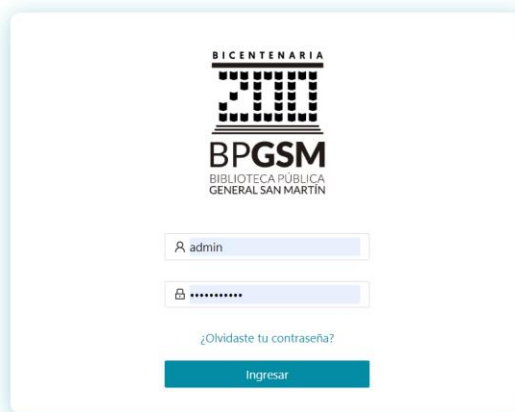 BICENTENARIA
200
BPGSM
BIBLIOTECA PÚBLICA
GENERAL SAN MARTÍN
admin
•••••••••••
¿Olvidaste tu contraseña?
Ingresar